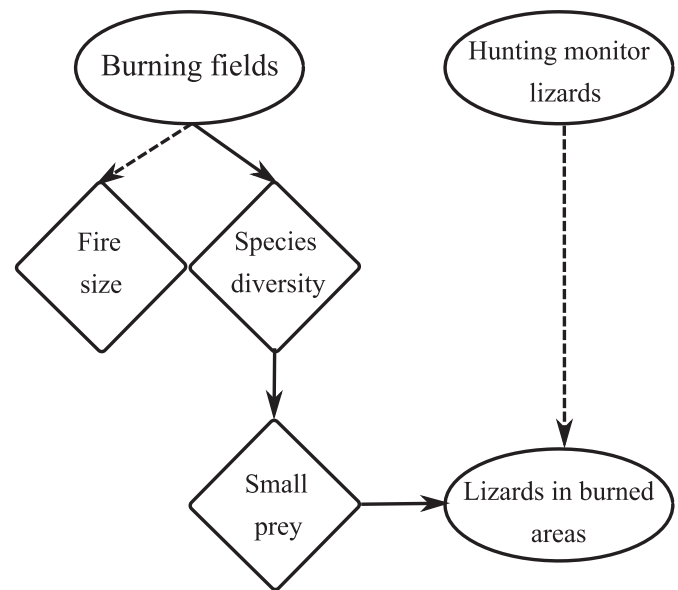 Burning fields
Hunting monitor
lizards
Fire
size
Species
diversity
Small
prey
Lizards in burned
areas